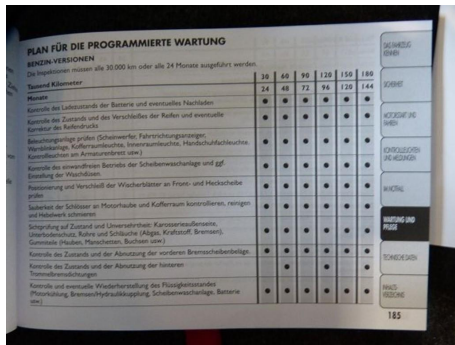 PLAN FÜR DIE PROGRAMMIERTE WARTUNG
BENZIN-VERSIONEN
Die Inspektionen müssen alle 30.000 km oder alle 24 Monate ausgeführt werden.
Tausend Kilometer 30 60 90 120 150 180
Monate 24 48 72 96 120 144
Kontrolle des Ladezustands der Batterie und eventuelles Nachladen ● ● ● ● ● ●
Kontrolle des Zustands und des Verschleißes der Reifen und eventuelle
Korrektur des Reifendrucks ● ● ● ● ● ●
Beleuchtungsanlage prüfen (Scheinwerfer, Fahrtrichtungsanzeiger,
Warnblinkanlage, Kofferraumleuchte, Innenraumleuchte, Handschuhfachleuchte,
Kontrollleuchten am Armaturenbrett usw.) ● ● ● ● ● ●
Kontrolle des einwandfreien Betriebs der Scheibenwaschanlage und ggf.
Einstellung der Waschdüsen. ● ● ● ● ● ●
Positionierung und Verschleiß der Wischerblätter an Front- und Heckscheibe
prüfen ● ● ● ● ● ●
Sauberkeit der Schlösser an Motorhaube und Kofferraum kontrollieren, reinigen
und Hebelwerk schmieren ● ● ● ● ● ●
Sichtprüfung auf Zustand und Unversehrtheit: Karosserieaußenseite,
Unterbodenschutz, Rohre und Schläuche (Abgas, Kraftstoff, Bremsen),
Gummiteile (Hauben, Manschetten, Buchsen usw.) ● ● ● ● ● ●
Kontrolle des Zustands und der Abnutzung der vorderen Bremsscheibenbeläge. ● ● ● ● ● ●
Kontrolle des Zustands und der Abnutzung der hinteren
Trommelbremsdichtungen ● ● ●
Kontrolle und eventuelle Wiederherstellung des Flüssigkeitsstandes
(Motorkühlung, Bremsen/Hydraulikkupplung, Scheibenwaschanlage, Batterie
usw.) ● ● ● ● ● ●
DAS FAHRZEUG
KENNEN
SICHERHEIT
MOTORSTART UND
FAHREN
KONTROLLLEUCHTEN
UND MELDUNGEN
IM NOTFALL
WARTUNG UND
PFLEGE
TECHNISCHE DATEN
INHALTS-
VERZEICHNIS
185